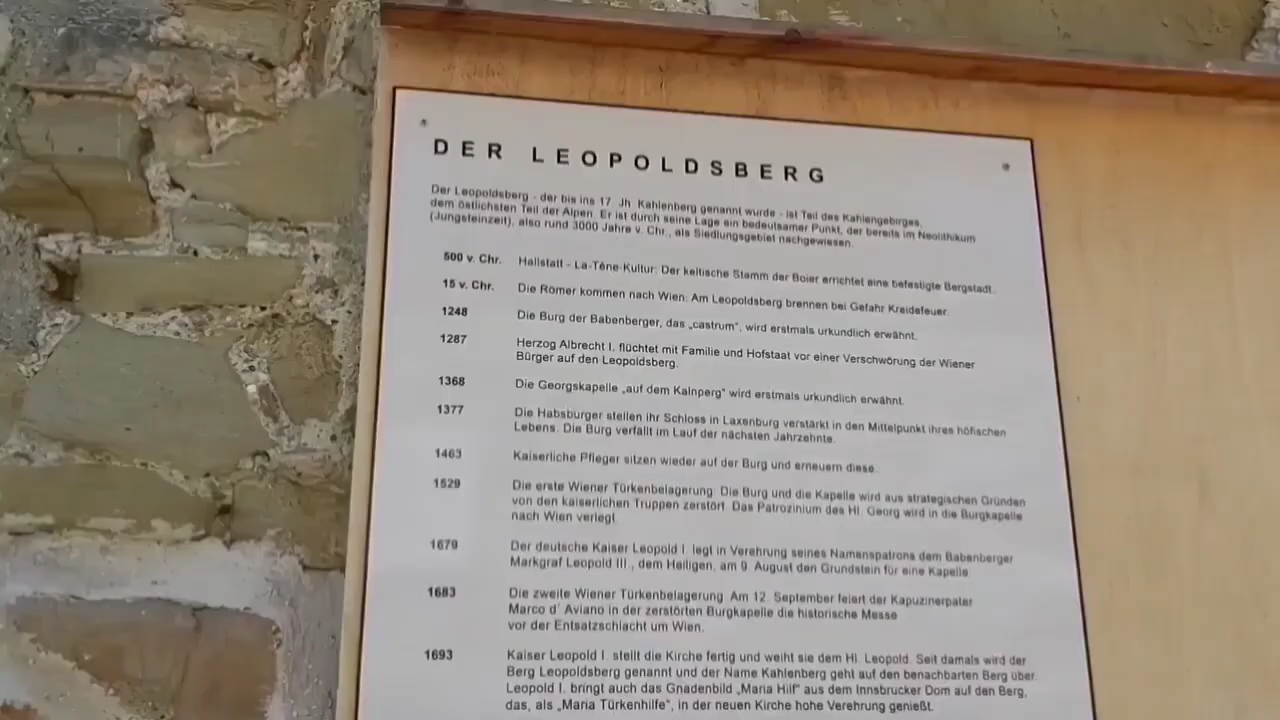 DER LEOPOLDSBERG
Der Leopoldsberg - der bis ins 17. Jh. Kahlenberg genannt wurde - ist Teil des Kahlengebirges,
dem östlichsten Teil der Alpen. Er ist durch seine Lage ein bedeutsamer Punkt, der bereits im Neolithikum
(Jungsteinzeit), also rund 3000 Jahre v. Chr., als Siedlungsgebiet nachgewiesen.
500 v. Chr. Hallstatt - La-Tène-Kultur: Der keltische Stamm der Boier errichtet eine befestigte Bergstadt.
15 v. Chr. Die Römer kommen nach Wien: Am Leopoldsberg brennen bei Gefahr Kreidefeuer.
1248 Die Burg der Babenberger, das „castrum", wird erstmals urkundlich erwähnt.
1287 Herzog Albrecht I. flüchtet mit Familie und Hofstaat vor einer Verschwörung der Wiener
Bürger auf den Leopoldsberg.
1368 Die Georgskapelle „auf dem Kalnperg" wird erstmals urkundlich erwähnt.
1377 Die Habsburger stellen ihr Schloss in Laxenburg verstärkt in den Mittelpunkt ihres höfischen
Lebens. Die Burg verfällt im Lauf der nächsten Jahrzehnte.
1463 Kaiserliche Pfleger sitzen wieder auf der Burg und erneuern diese.
1529 Die erste Wiener Türkenbelagerung: Die Burg und die Kapelle wird aus strategischen Gründen
von den kaiserlichen Truppen zerstört. Das Patrozinium des Hl. Georg wird in die Burgkapelle
nach Wien verlegt.
1679 Der deutsche Kaiser Leopold I. legt in Verehrung seines Namenspatrons dem Babenberger
Markgraf Leopold III., dem Heiligen, am 9. August den Grundstein für eine Kapelle.
1683 Die zweite Wiener Türkenbelagerung: Am 12. September feiert der Kapuzinerpater
Marco d´ Aviano in der zerstörten Burgkapelle die historische Messe
vor der Entsatzschlacht um Wien.
1693 Kaiser Leopold I. stellt die Kirche fertig und weiht sie dem Hl. Leopold. Seit damals wird der
Berg Leopoldsberg genannt und der Name Kahlenberg geht auf den benachbarten Berg über.
Leopold I. bringt auch das Gnadenbild „Maria Hilf" aus dem Innsbrucker Dom auf den Berg,
das, als „Maria Türkenhilfe", in der neuen Kirche hohe Verehrung genießt.